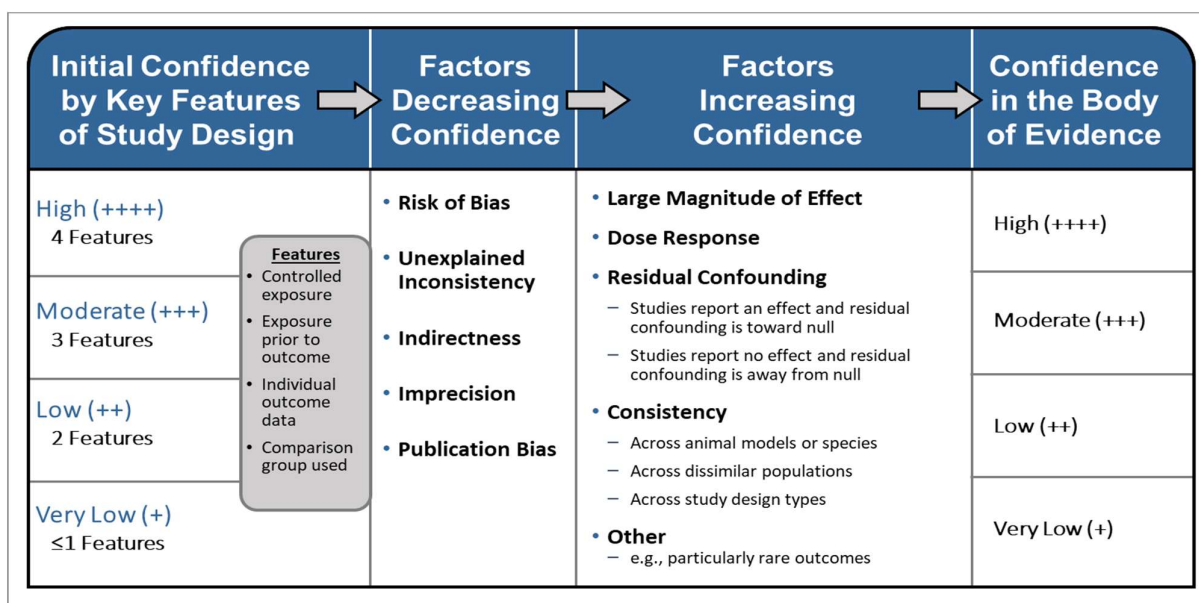 Initial Confidence
by Key Features
of Study Design
Factors
Decreasing
Confidence
Factors
Increasing
Confidence
Confidence
in the Body
of Evidence
High (++++)
4 Features
Moderate (+++)
3 Features
Low (++)
2 Features
Very Low (+)
≤1 Features
Features
• Controlled
exposure
• Exposure
prior to
outcome
• Individual
outcome
data
• Comparison
group used
• Risk of Bias
• Unexplained
Inconsistency
• Indirectness
• Imprecision
• Publication Bias
• Large Magnitude of Effect
• Dose Response
• Residual Confounding
– Studies report an effect and residual
confounding is toward null
– Studies report no effect and residual
confounding is away from null
• Consistency
– Across animal models or species
– Across dissimilar populations
– Across study design types
• Other
– e.g., particularly rare outcomes
High (++++)
Moderate (+++)
Low (++)
Very Low (+)